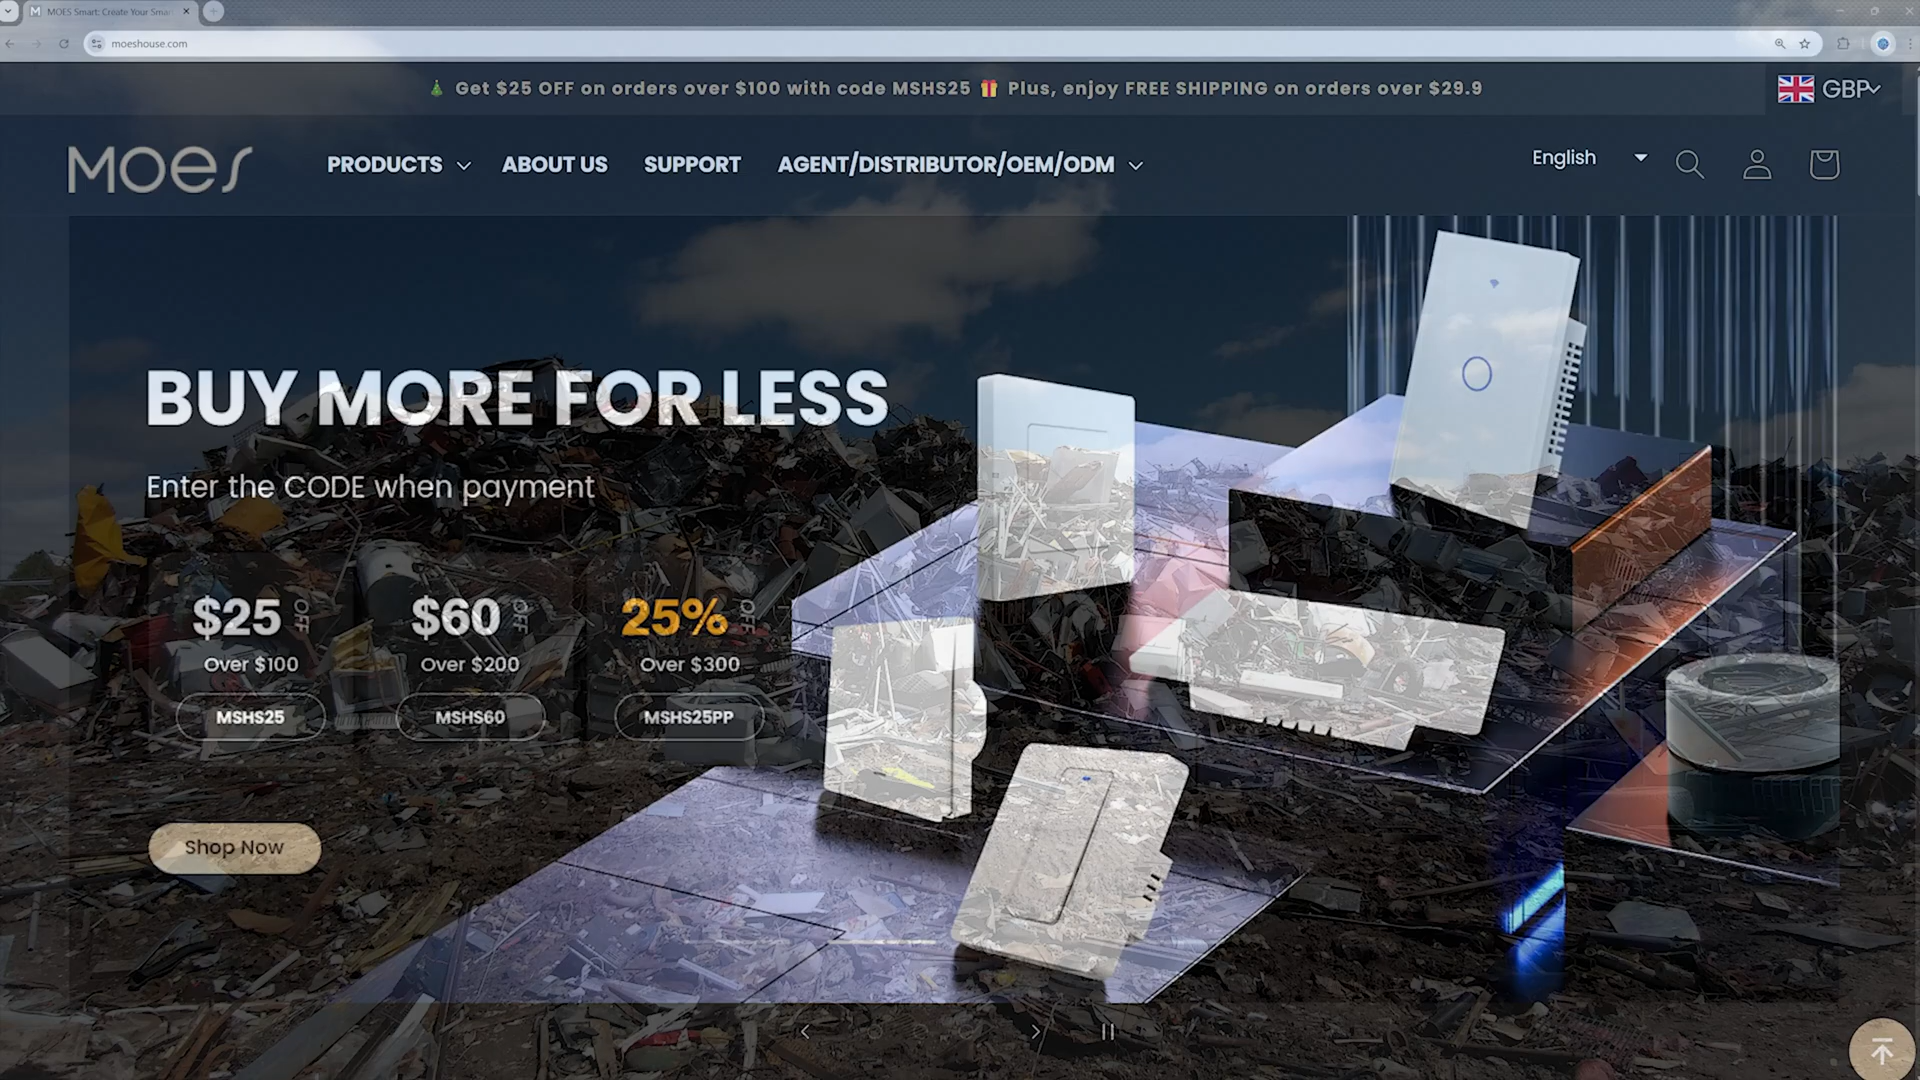 MOES Smart: Create Your Smar
moeshouse.com
Get $25 OFF on orders over $100 with code MSHS25 Plus, enjoy FREE SHIPPING on orders over $29.9
GBP
MOES
PRODUCTS ABOUT US SUPPORT AGENT/DISTRIBUTOR/OEM/ODM
English
BUY MORE FOR LESS
Enter the CODE when payment
$25 OFF $60 OFF 25% OFF
Over $100 Over $200 Over $300
MSHS25 MSHS60 MSHS25PP
Shop Now